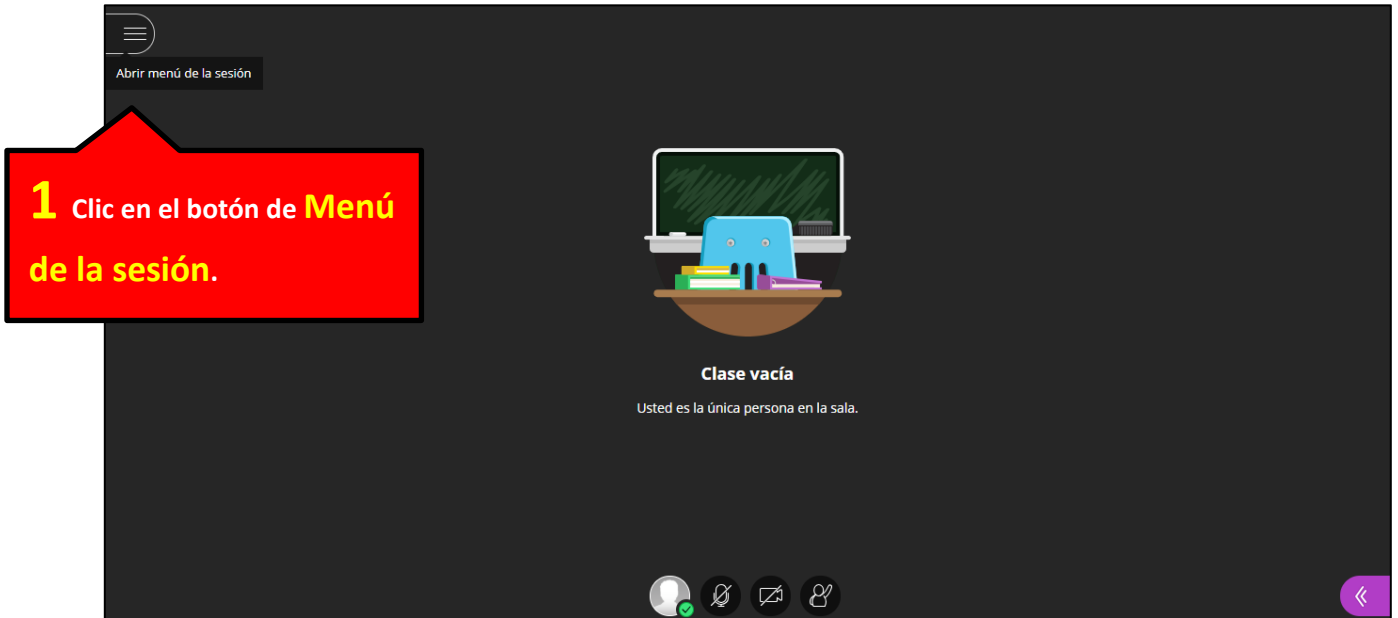 Abrir menú de la sesión
1 Clic en el botón de Menú
de la sesión.
Clase vacía
Usted es la única persona en la sala.